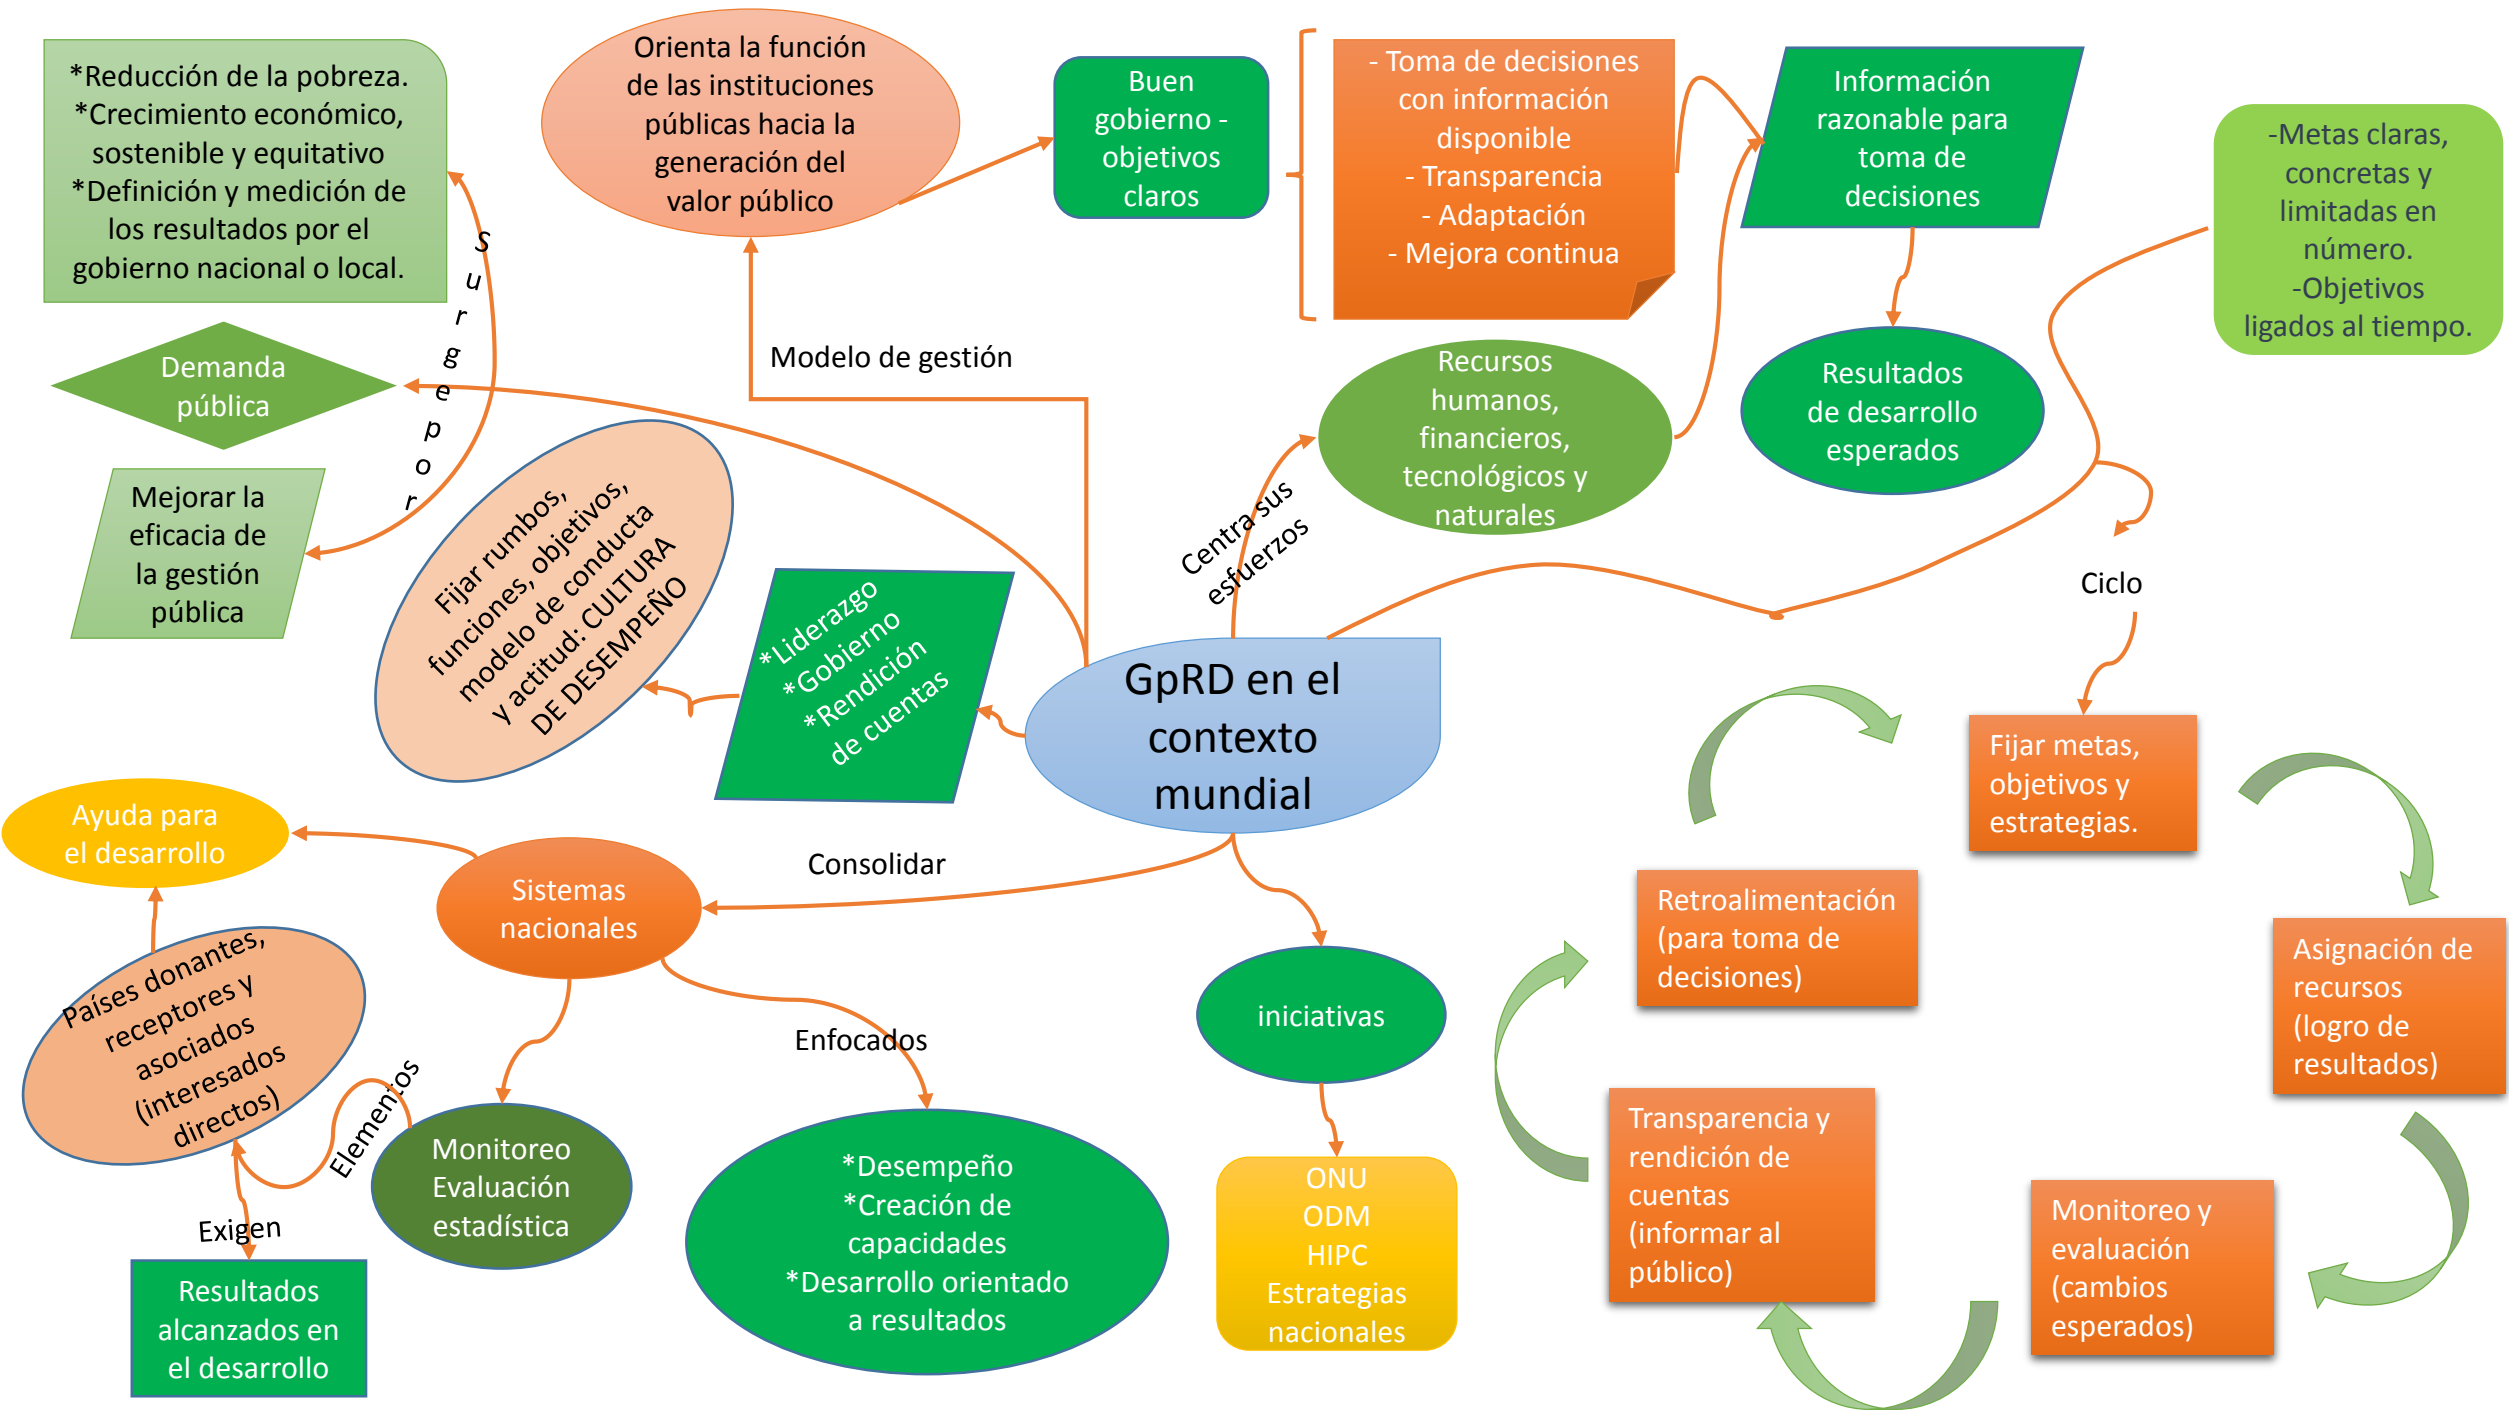 *Reducción de la pobreza.
*Crecimiento económico,
sostenible y equitativo
*Definición y medición de
los resultados por el
gobierno nacional o local.
Surge por
Demanda
pública
Mejorar la
eficacia de
la gestión
pública
Orienta la función
de las instituciones
públicas hacia la
generación del
valor público
Modelo de gestión
Buen
gobierno -
objetivos
claros
- Toma de decisiones
con información
disponible
- Transparencia
- Adaptación
- Mejora continua
Información
razonable para
toma de
decisiones
Resultados
de desarrollo
esperados
Recursos
humanos,
financieros,
tecnológicos y
naturales
Centra sus
esfuerzos
-Metas claras,
concretas y
limitadas en
número.
-Objetivos
ligados al tiempo.
Ciclo
Fijar rumbos,
funciones, objetivos,
modelo de conducta
y actitud: CULTURA
DE DESEMPEÑO
*Liderazgo
*Gobierno
*Rendición
de cuentas
GpRD en el
contexto
mundial
Fijar metas,
objetivos y
estrategias.
Asignación de
recursos
(logro de
resultados)
Monitoreo y
evaluación
(cambios
esperados)
Transparencia y
rendición de
cuentas
(informar al
público)
Retroalimentación
(para toma de
decisiones)
Ayuda para
el desarrollo
Sistemas
nacionales
Consolidar
Países donantes,
receptores y
asociados
(interesados
directos)
Elementos
Exigen
Resultados
alcanzados en
el desarrollo
Monitoreo
Evaluación
estadística
Enfocados
*Desempeño
*Creación de
capacidades
*Desarrollo orientado
a resultados
iniciativas
ONU
ODM
HIPC
Estrategias
nacionales